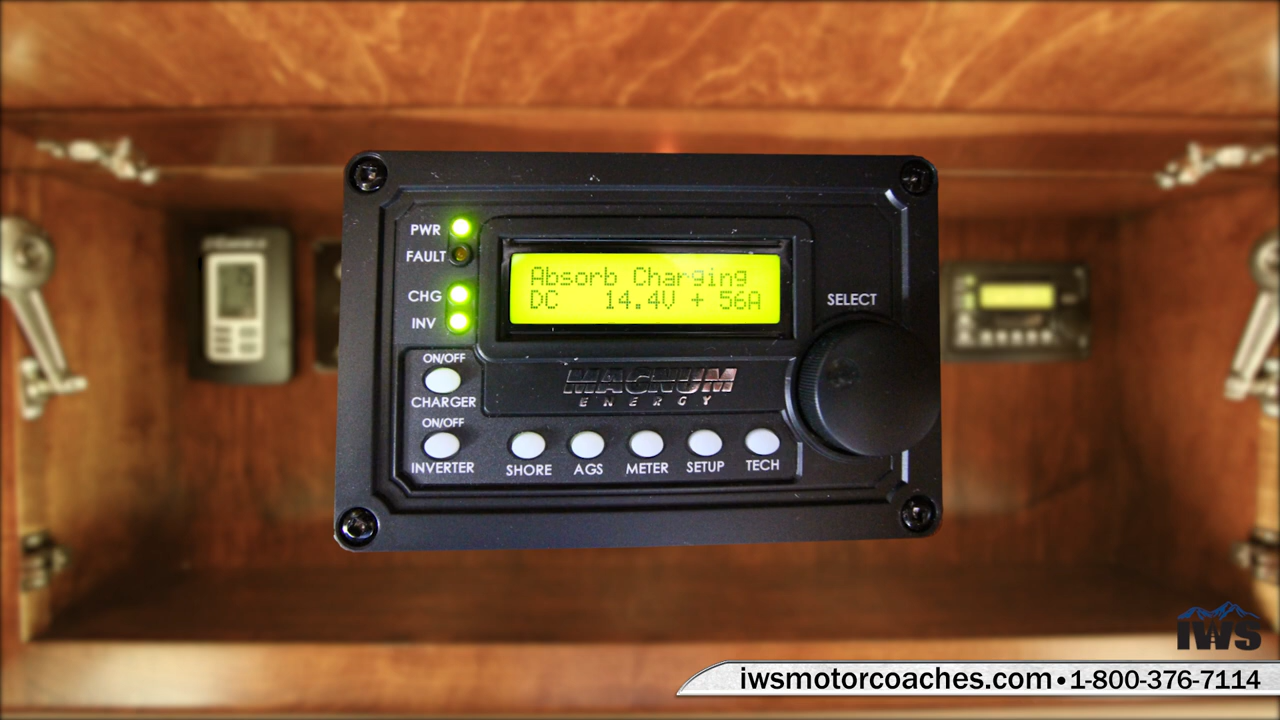 PWR
FAULT
CHG
INV
Absorb Charging
DC 14.4V + 56A
SELECT
ON/OFF
CHARGER
ON/OFF
INVERTER
MAGNUM
ENERGY
SHORE
AGS
METER
SETUP
TECH
IWS
iwsmotorcoaches.com•1-800-376-7114